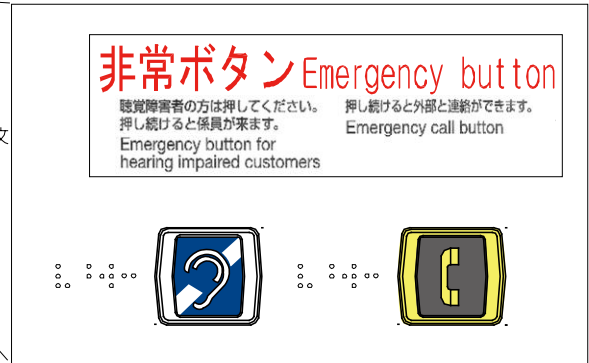 非常ボタン Emergency button
聴覚障害者の方は押してください。
押し続けると係員が来ます。
Emergency button for
hearing impaired customers
押し続けると外部と連絡ができます。
Emergency call button
文